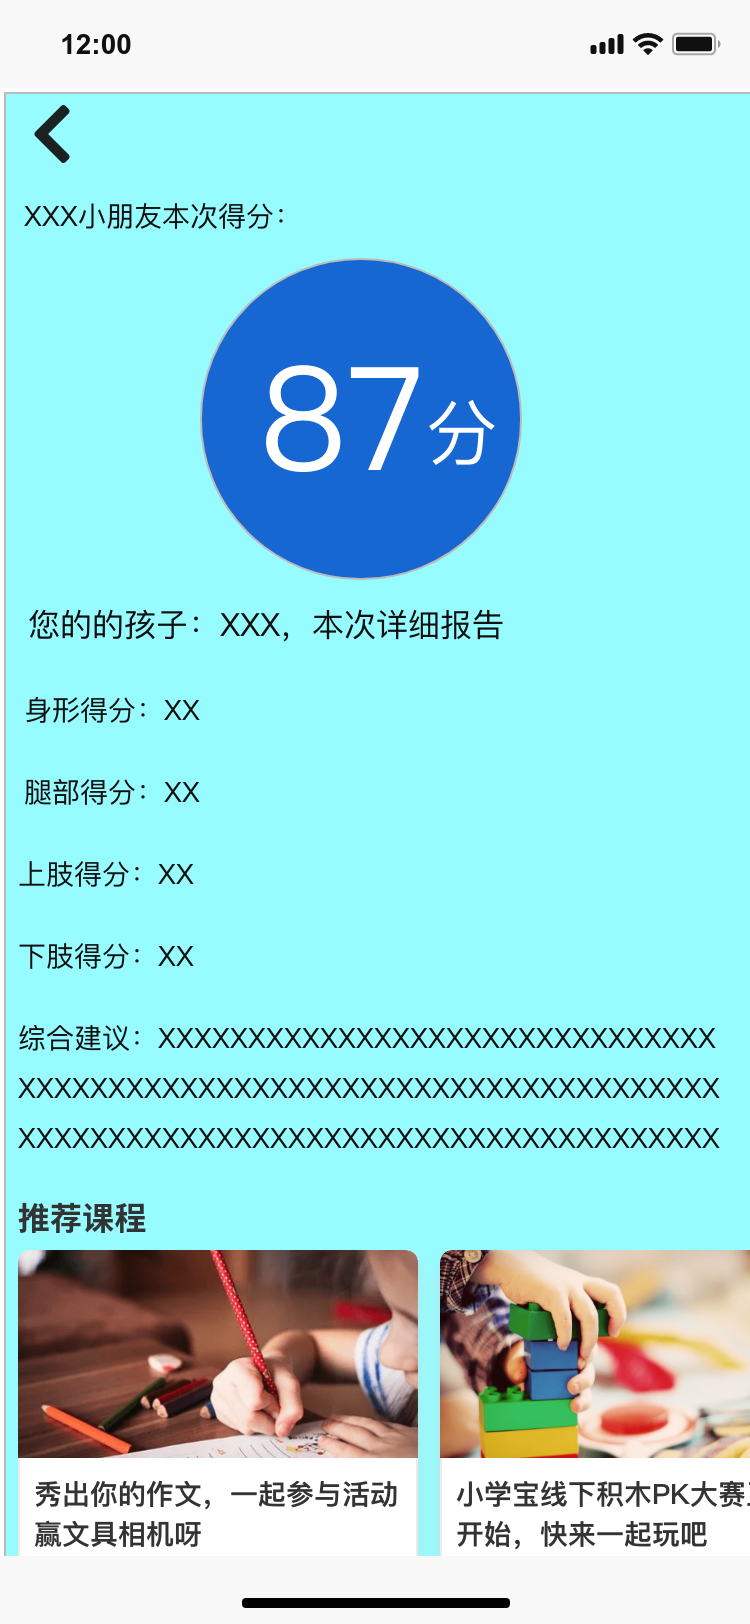 12:00
XXX小朋友本次得分：
87分
您的的孩子：XXX，本次详细报告
身形得分：XX
腿部得分：XX
上肢得分：XX
下肢得分：XX
综合建议：XXXXXXXXXXXXXXXXXXXXXXXXXXXXXXX
XXXXXXXXXXXXXXXXXXXXXXXXXXXXXXXXXXXXXXX
XXXXXXXXXXXXXXXXXXXXXXXXXXXXXXXXXXXXXXX
推荐课程
秀出你的作文，一起参与活动
赢文具相机呀
小学宝线下积木PK大赛
开始，快来一起玩吧